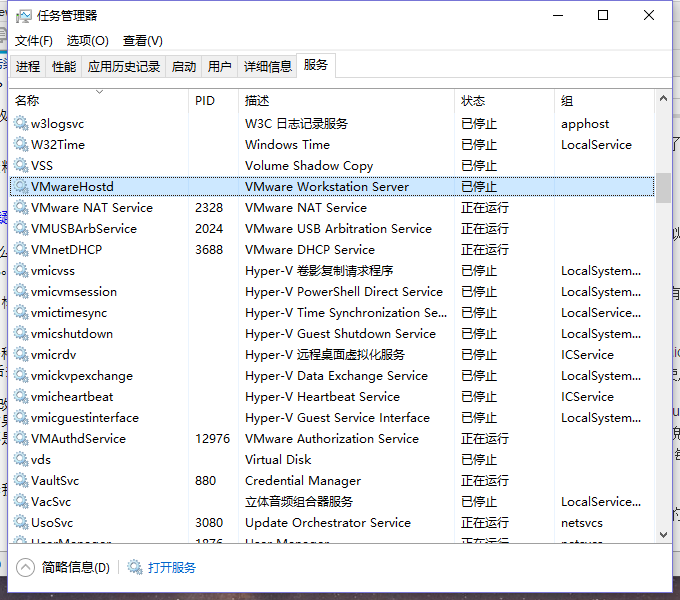 任务管理器
文件(F) 选项(O) 查看(V)
进程 性能 应用历史记录 启动 用户 详细信息 服务
名称 PID 描述 状态 组
w3logsvc W3C 日志记录服务 已停止 apphost
W32Time Windows Time 已停止 LocalService
VSS Volume Shadow Copy 已停止
VMwareHostd VMware Workstation Server 已停止
VMware NAT Service 2328 VMware NAT Service 正在运行
VMUSBArbService 2024 VMware USB Arbitration Service 正在运行
VMnetDHCP 3688 VMware DHCP Service 正在运行
vmicvss Hyper-V 卷影复制请求程序 已停止 LocalSystem...
vmicvmsession Hyper-V PowerShell Direct Service 已停止 LocalSystem...
vmictimesync Hyper-V Time Synchronization Se... 已停止 LocalService...
vmicshutdown Hyper-V Guest Shutdown Service 已停止 LocalSystem...
vmicrdv Hyper-V 远程桌面虚拟化服务 已停止 ICService
vmickvpexchange Hyper-V Data Exchange Service 已停止 LocalSystem...
vmicheartbeat Hyper-V Heartbeat Service 已停止 ICService
vmicguestinterface Hyper-V Guest Service Interface 已停止 LocalSystem...
VMAuthdService 12976 VMware Authorization Service 正在运行
vds Virtual Disk 已停止
VaultSvc 880 Credential Manager 正在运行
VacSvc 立体音频组合器服务 已停止 LocalService...
UsoSvc 3080 Update Orchestrator Service 正在运行 netsvcs
UserManager 1876 User Manager 正在运行 netsvcs
简略信息(D) 打开服务